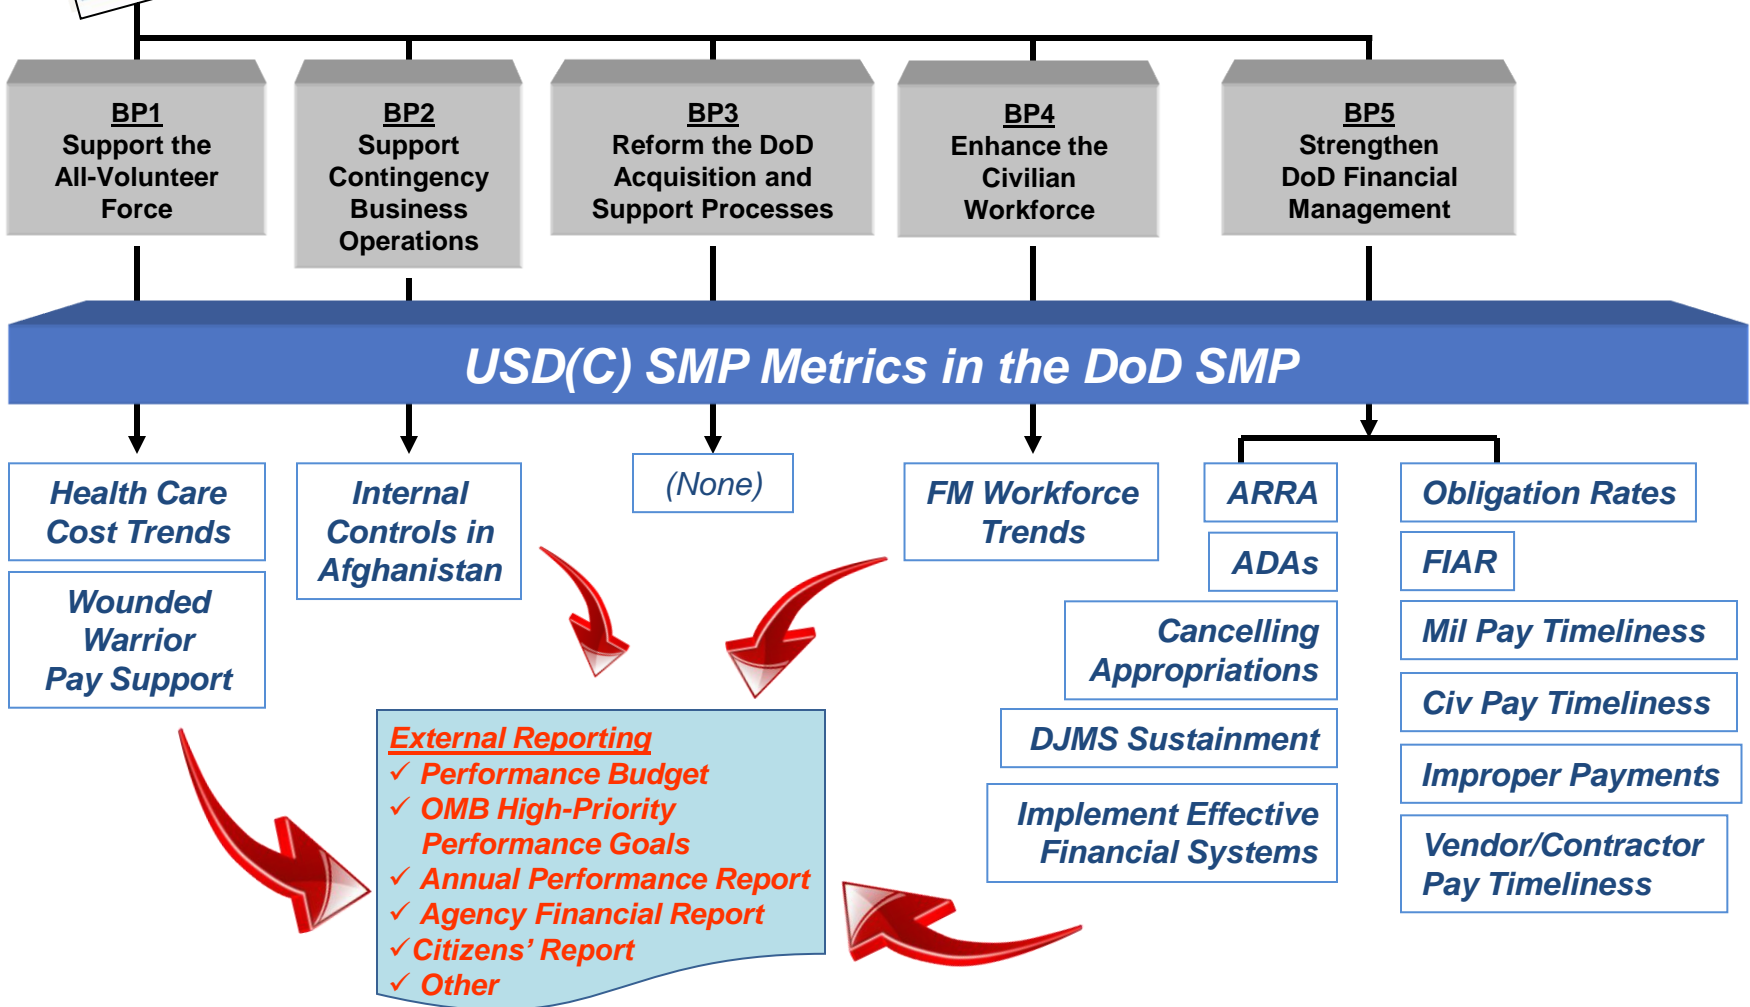 BP1
Support the
All-Volunteer
Force
BP2
Support
Contingency
Business
Operations
BP3
Reform the DoD
Acquisition and
Support Processes
BP4
Enhance the
Civilian
Workforce
BP5
Strengthen
DoD Financial
Management
USD(C) SMP Metrics in the DoD SMP
Health Care
Cost Trends
Wounded
Warrior
Pay Support
Internal
Controls in
Afghanistan
(None)
FM Workforce
Trends
ARRA
ADAs
Cancelling
Appropriations
DJMS Sustainment
Implement Effective
Financial Systems
Obligation Rates
FIAR
Mil Pay Timeliness
Civ Pay Timeliness
Improper Payments
Vendor/Contractor
Pay Timeliness
External Reporting
✓ Performance Budget
✓ OMB High-Priority
Performance Goals
✓ Annual Performance Report
✓ Agency Financial Report
✓Citizens’ Report
✓ Other